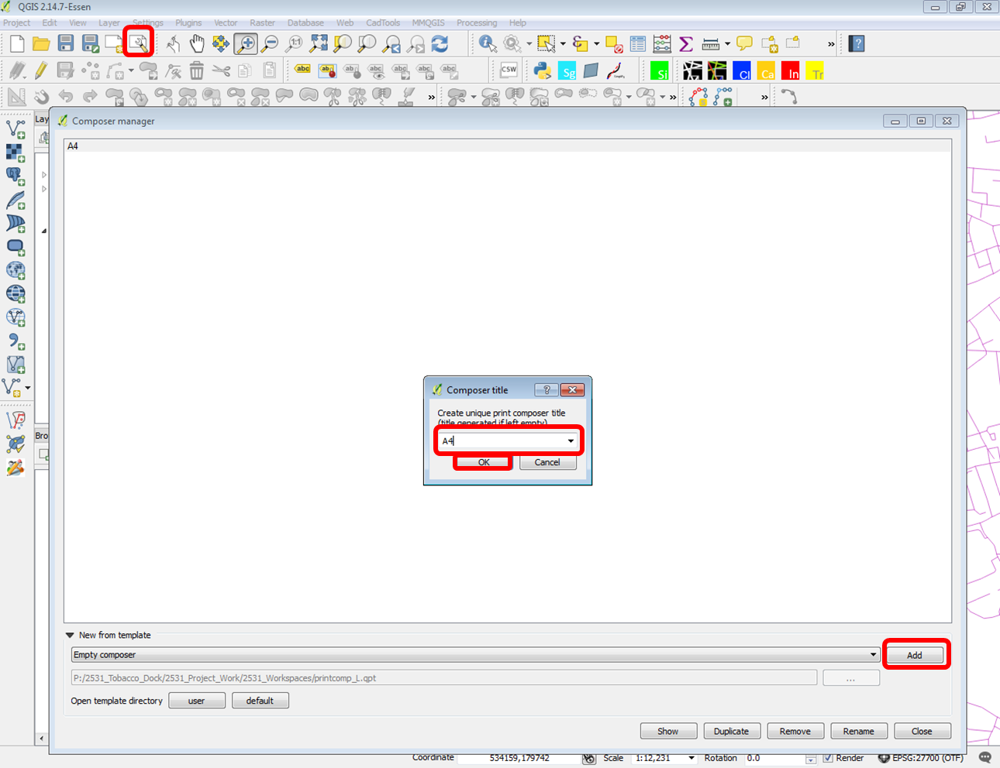 QGIS 2.14.7-Essen
Project Edit View Layer Settings Plugins Vector Raster Database Web CadTools MMQGIS Processing Help
1:1
»
?
abc ab abc abc abc abc CSW Sg Si Cl Ca In Tr
» » »
Lay
Composer manager
A4
Composer title
?
Create unique print composer title
(title generated if left empty)
A4
OK Cancel
Bro
New from template
Empty composer
Add
P:/2531_Tobacco_Dock/2531_Project_Work/2531_Workspaces/printcomp_L.qpt
...
Open template directory user default
Show Duplicate Remove Rename Close
Coordinate 534159,179742 Scale 1:12,231 Rotation 0.0 Render EPSG:27700 (OTF)